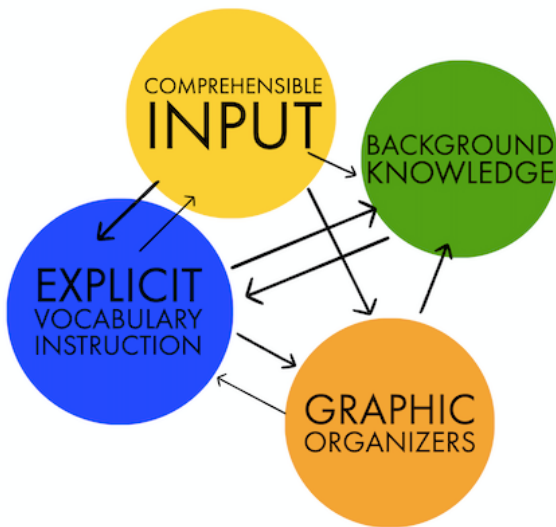 COMPREHENSIBLE
INPUT
BACKGROUND
KNOWLEDGE
EXPLICIT
VOCABULARY
INSTRUCTION
GRAPHIC
ORGANIZERS